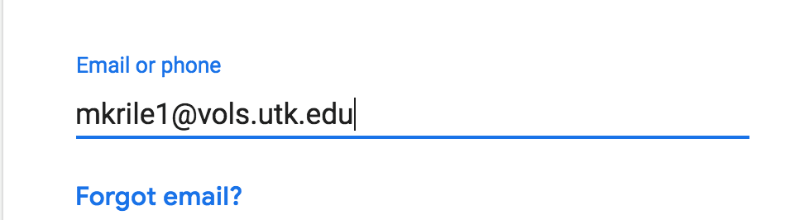 Email or phone
mkrile1@vols.utk.edu
Forgot email?